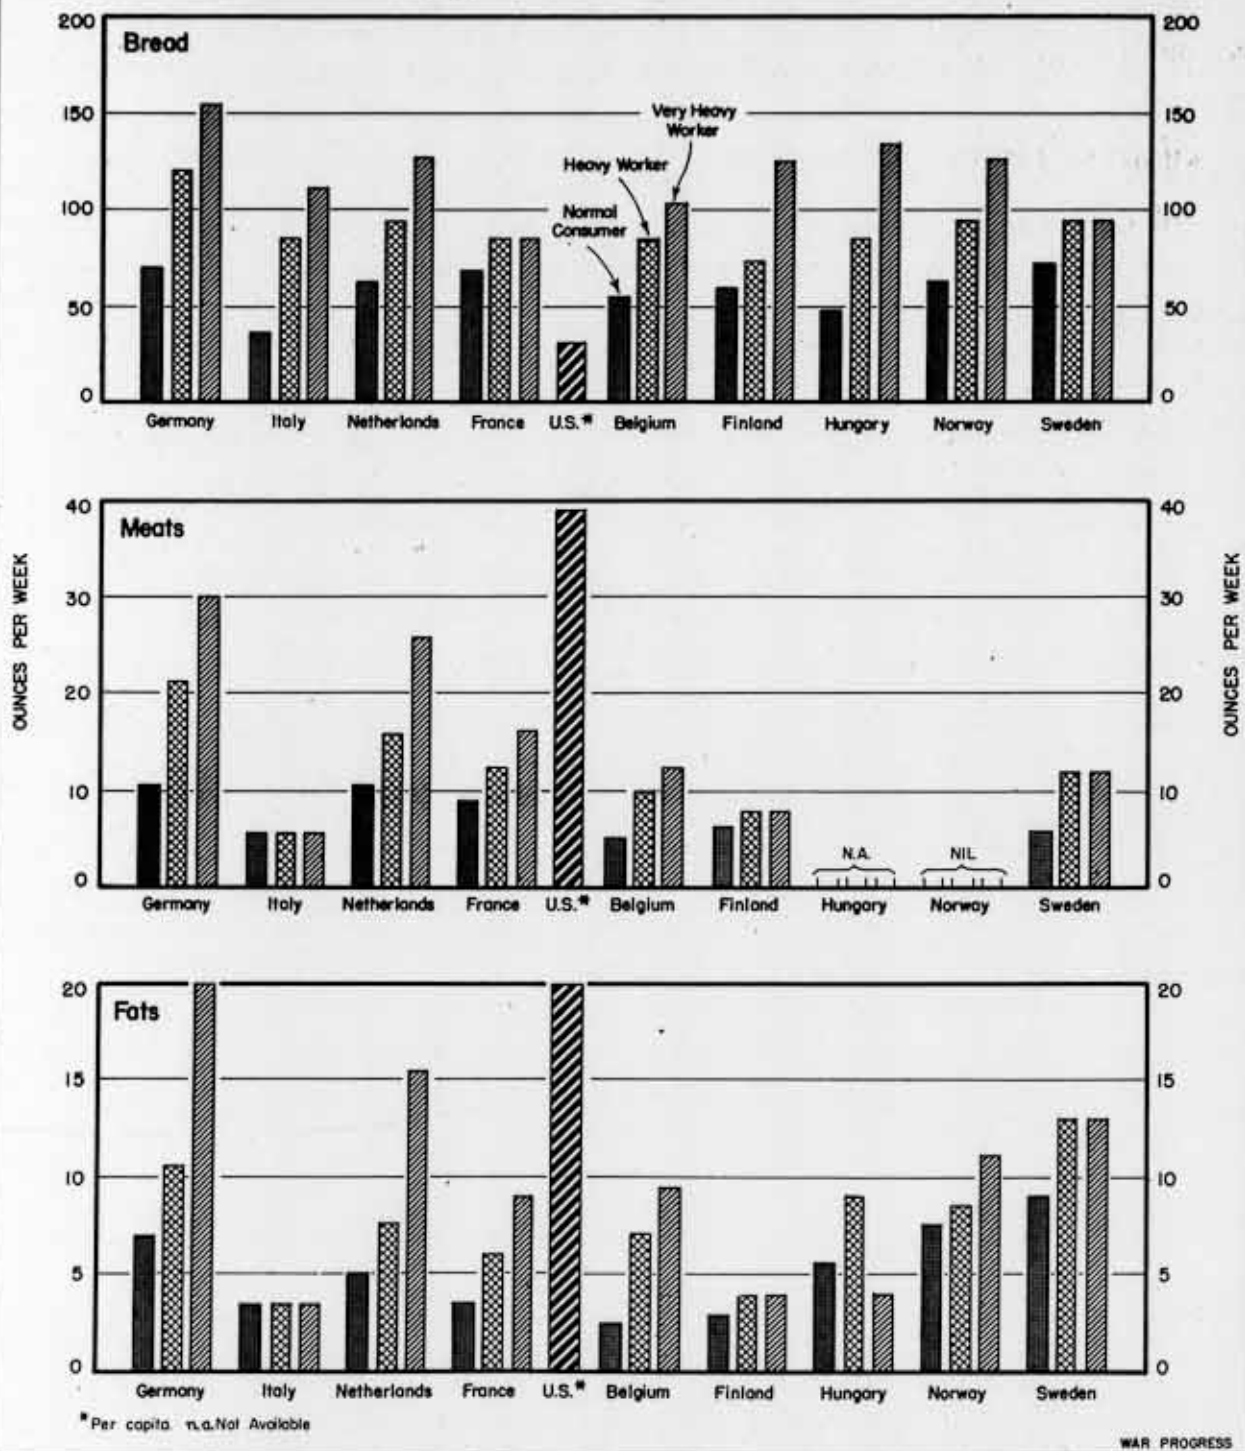 200 200
Bread
150 150
Very Heavy
Worker
Heavy Worker
100 100
Normal
Consumer
50 50
0 0
Germany Italy Netherlands France U.S.* Belgium Finland Hungary Norway Sweden
40 40
Meats
30 30
OUNCES PER WEEK
OUNCES PER WEEK
20 20
10 10
N.A. NIL
0 0
Germany Italy Netherlands France U.S.* Belgium Finland Hungary Norway Sweden
20 20
Fats
15 15
10 10
5 5
0 0
Germany Italy Netherlands France U.S.* Belgium Finland Hungary Norway Sweden
*Per capita. n.a. Not Available
WAR PROGRESS